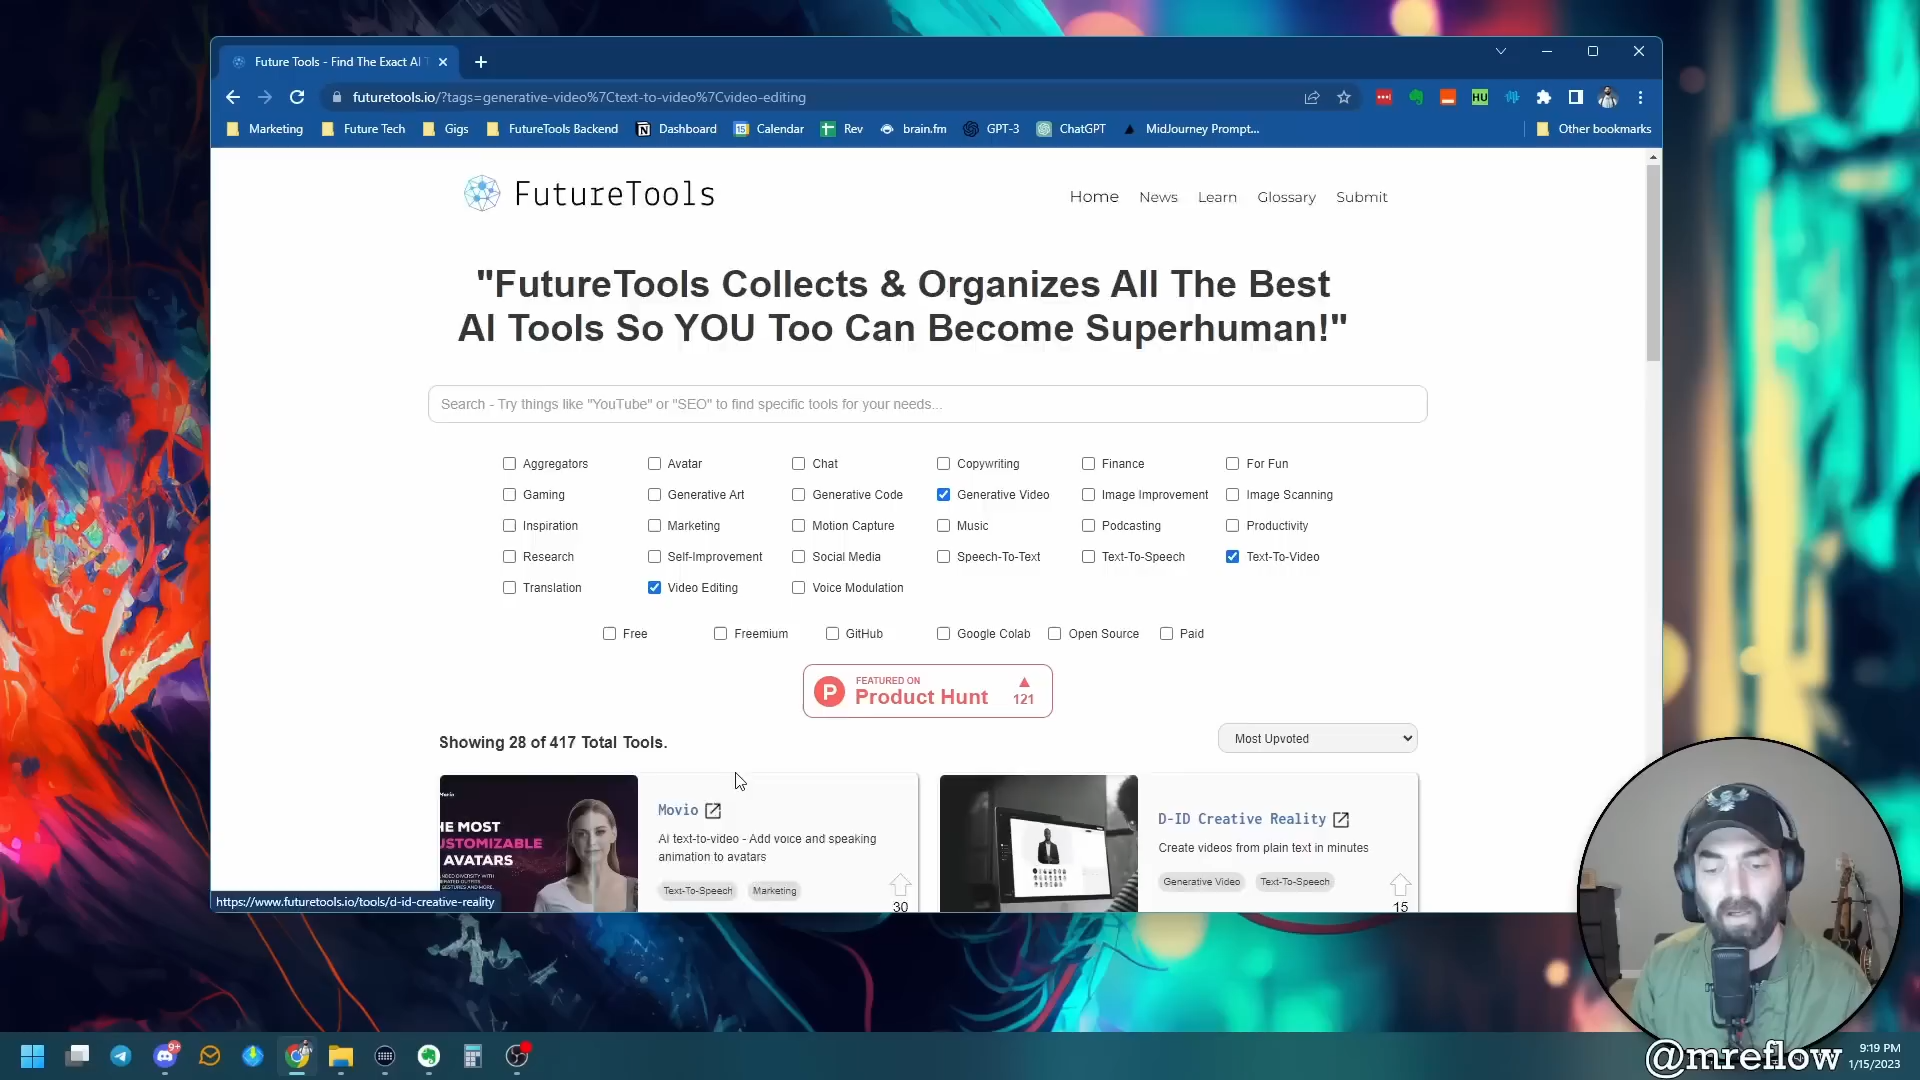 Future Tools - Find The Exact AI T
futuretools.io/?tags=generative-video%7Ctext-to-video%7Cvideo-editing
HU
Marketing Future Tech Gigs FutureTools Backend Dashboard Calendar Rev brain.fm GPT-3 ChatGPT MidJourney Prompt... Other bookmarks
FutureTools
Home News Learn Glossary Submit
"FutureTools Collects & Organizes All The Best
AI Tools So YOU Too Can Become Superhuman!"
Search - Try things like "YouTube" or "SEO" to find specific tools for your needs...
Aggregators Avatar Chat Copywriting Finance For Fun
Gaming Generative Art Generative Code Generative Video Image Improvement Image Scanning
Inspiration Marketing Motion Capture Music Podcasting Productivity
Research Self-Improvement Social Media Speech-To-Text Text-To-Speech Text-To-Video
Translation Video Editing Voice Modulation
Free Freemium GitHub Google Colab Open Source Paid
P FEATURED ON
Product Hunt 121
Showing 28 of 417 Total Tools.
Most Upvoted
Movio
Ai text-to-video - Add voice and speaking
animation to avatars
Text-To-Speech Marketing
30
HE MOST
USTOMIZABLE
AVATARS
D-ID Creative Reality
Create videos from plain text in minutes
Generative Video Text-To-Speech
15
https://www.futuretools.io/tools/d-id-creative-reality
9+
@mreflow
9:19 PM
1/15/2023